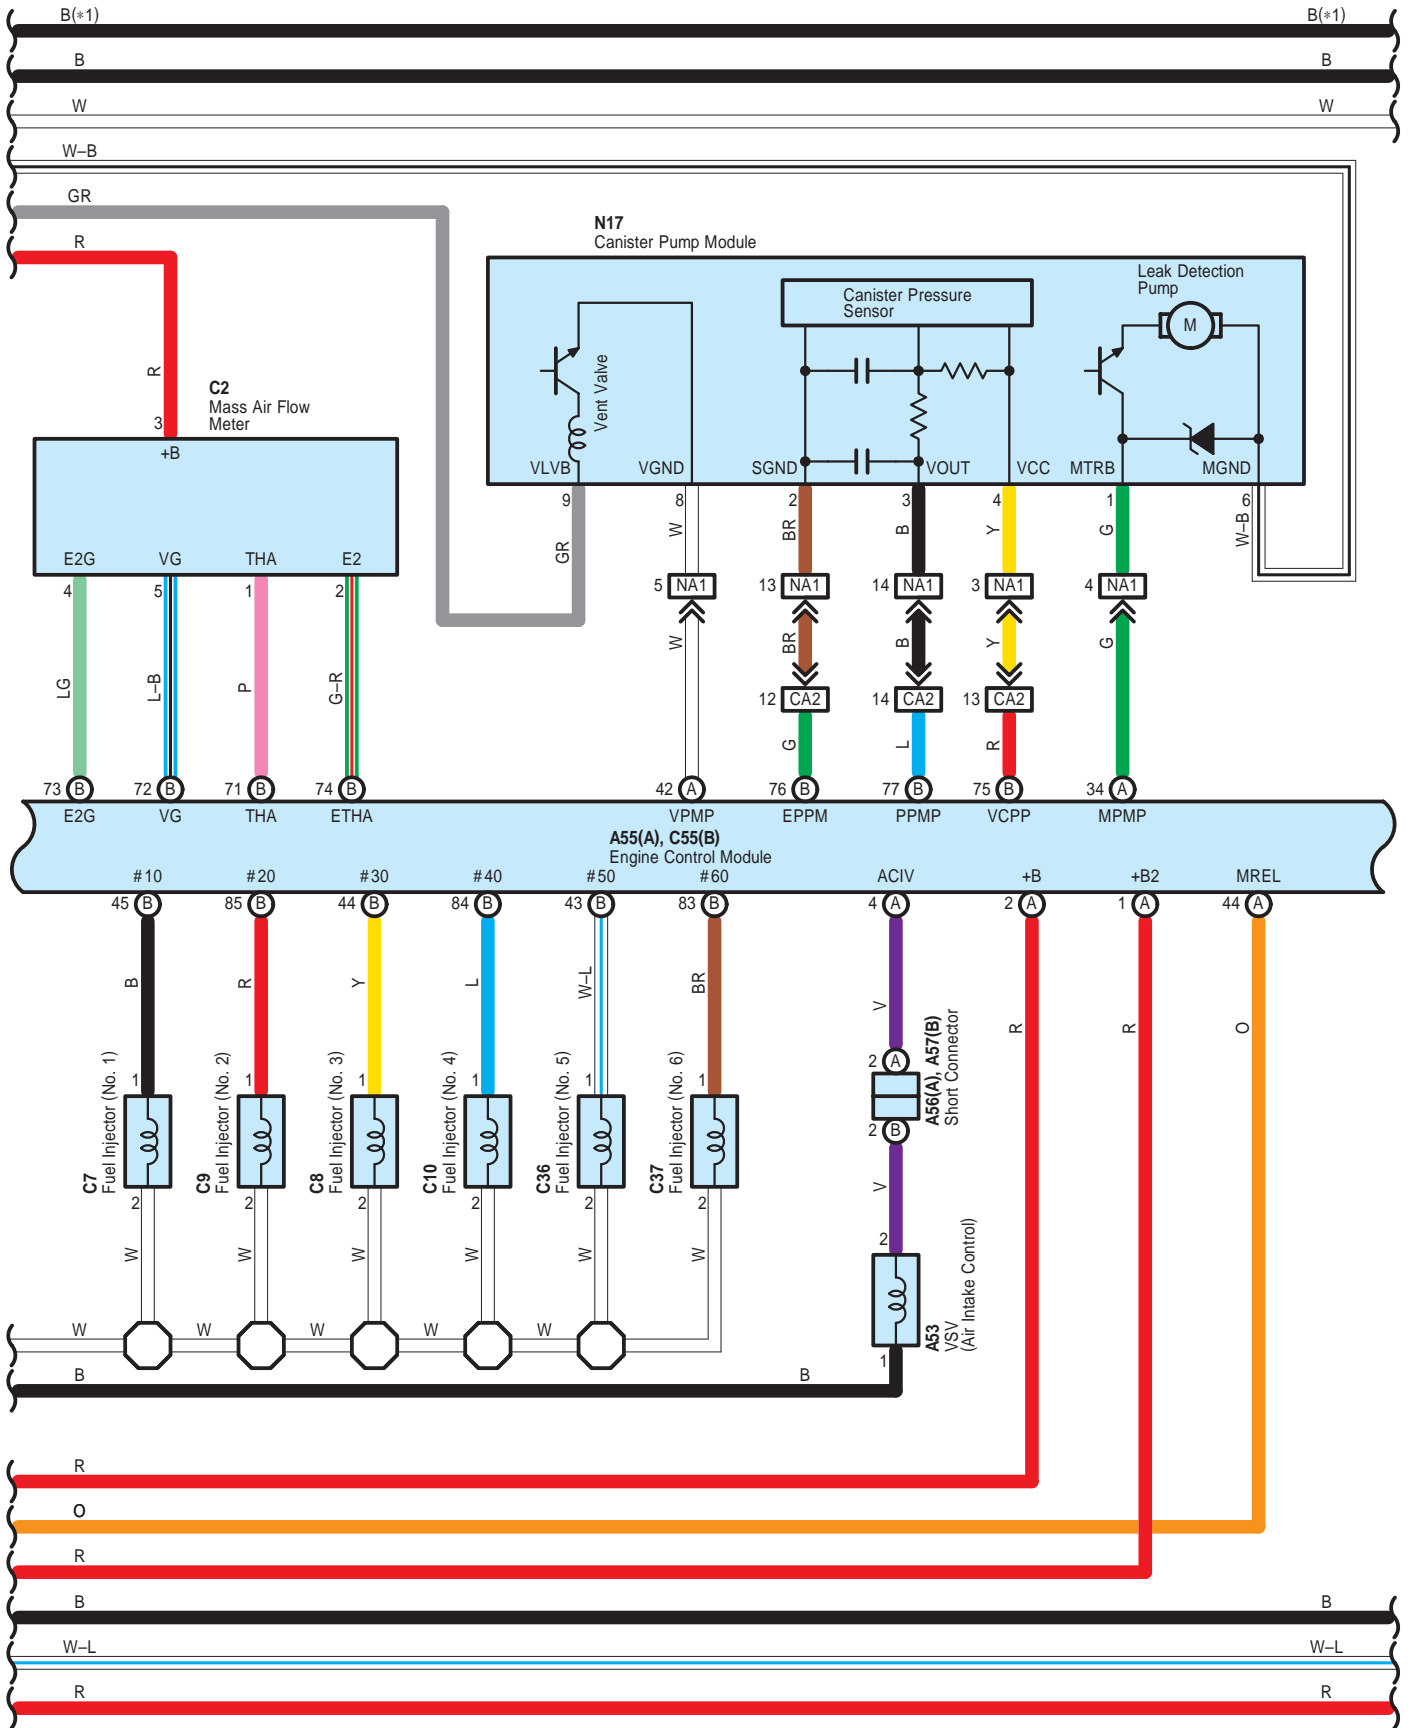 B(*1) B(*1)
B B
W W
W–B
GR
R
N17
Canister Pump Module
Leak Detection
Pump
Canister Pressure
Sensor
M
Vent Valve
R
C2
Mass Air Flow
Meter
3
+B
VLVB VGND SGND VOUT VCC MTRB MGND
9 8 2 3 4 1 6
GR W BR B Y G W–B
E2G VG THA E2
4 5 1 2
5 NA1 13 NA1 14 NA1 3 NA1 4 NA1
W BR B Y G
LG L–B P G–R
12 CA2 14 CA2 13 CA2
G L R
73 B 72 B 71 B 74 B 42 A 76 B 77 B 75 B 34 A
E2G VG THA ETHA VPMP EPPM PPMP VCPP MPMP
A55(A), C55(B)
Engine Control Module
#10 #20 #30 #40 #50 #60 ACIV +B +B2 MREL
45 B 85 B 44 B 84 B 43 B 83 B 4 A 2 A 1 A 44 A
B R Y L W–L BR V R R O
2 A
A56(A), A57(B)
Short Connector
2 B
1 1 1 1 1 1
C7
Fuel Injector (No. 1)
C9
Fuel Injector (No. 2)
C8
Fuel Injector (No. 3)
C10
Fuel Injector (No. 4)
C36
Fuel Injector (No. 5)
C37
Fuel Injector (No. 6)
2 2 2 2 2 2
V
W W W W W W
2
A53
VSV
(Air Intake Control)
1
W W W W W
B B
R
O
R
B B
W–L W–L
R R